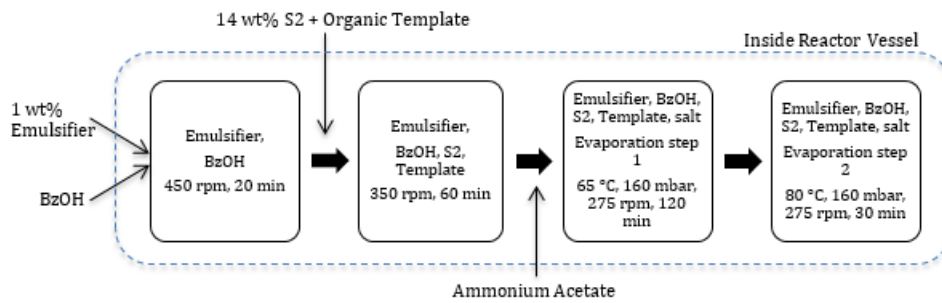 14 wt% S2 + Organic Template
Inside Reactor Vessel
1 wt%
Emulsifier
BzOH
Emulsifier,
BzOH
450 rpm, 20 min
Emulsifier,
BzOH, S2,
Template
350 rpm, 60 min
Emulsifier, BzOH,
S2, Template, salt
Evaporation step
1
65 °C, 160 mbar,
275 rpm, 120
min
Emulsifier, BzOH,
S2, Template, salt
Evaporation step
2
80 °C, 160 mbar,
275 rpm, 30 min
Ammonium Acetate